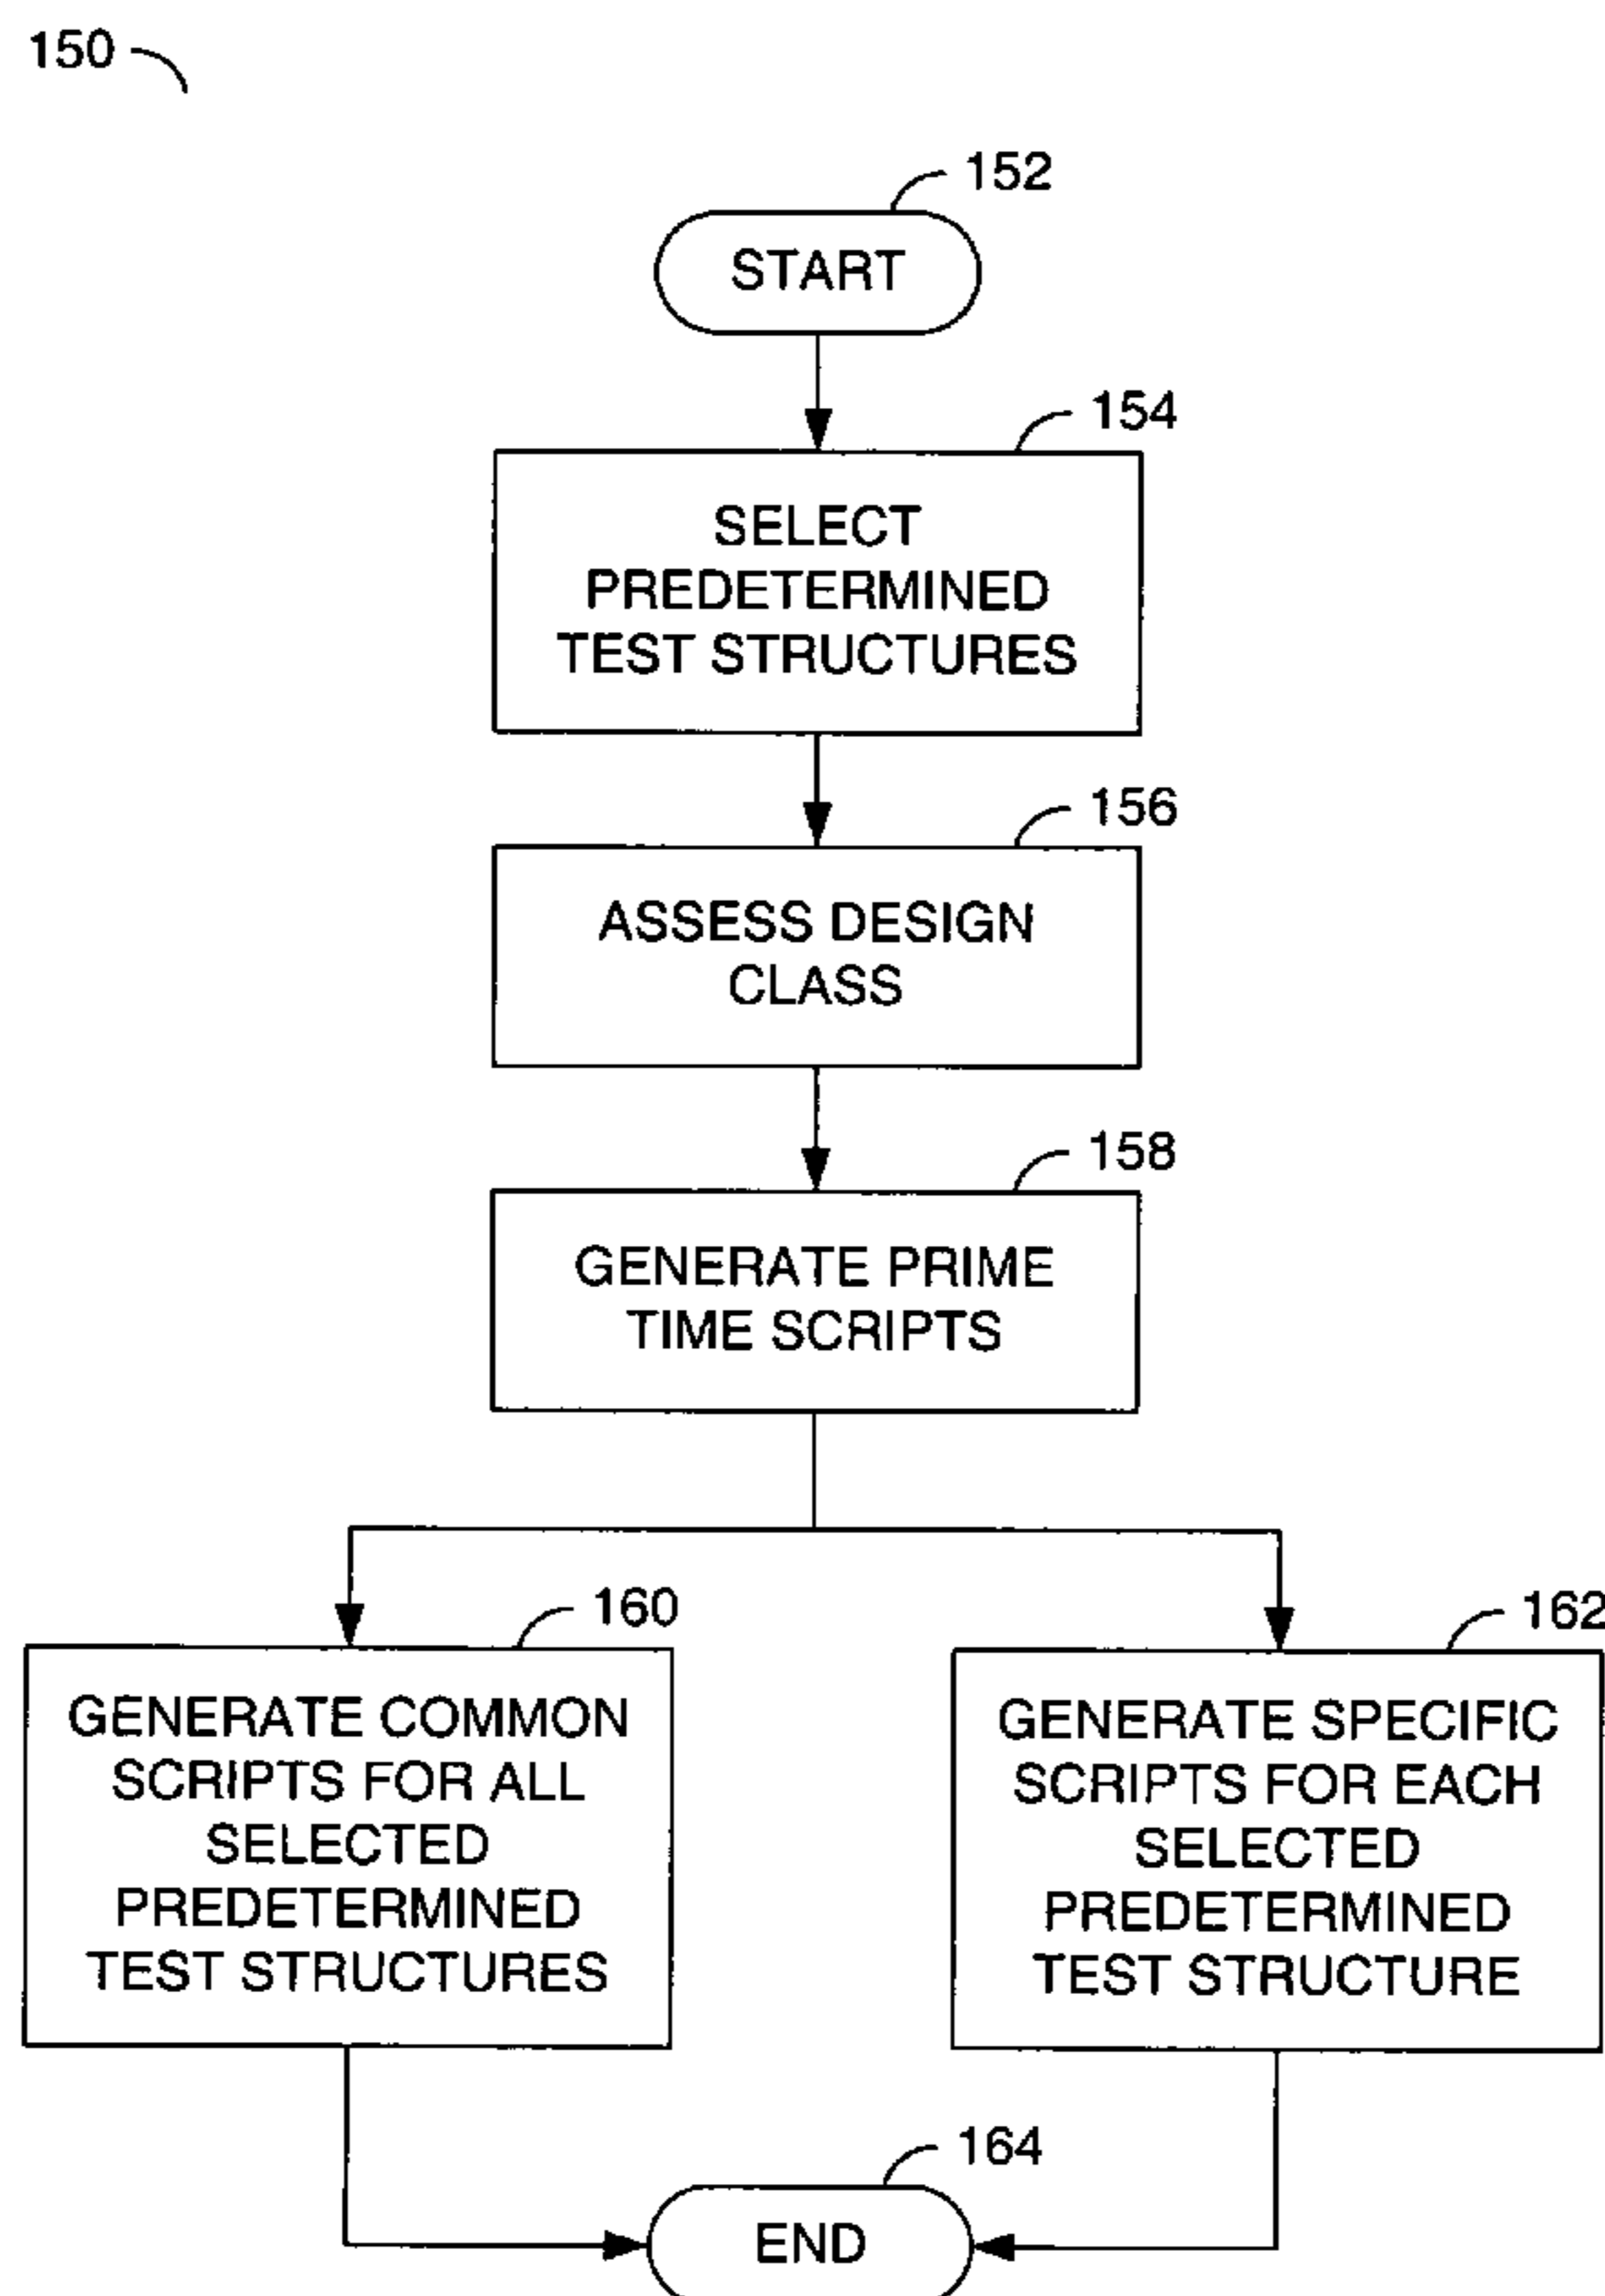 150
152
START
154
SELECT
PREDETERMINED
TEST STRUCTURES
156
ASSESS DESIGN
CLASS
158
GENERATE PRIME
TIME SCRIPTS
160
GENERATE COMMON
SCRIPTS FOR ALL
SELECTED
PREDETERMINED
TEST STRUCTURES
162
GENERATE SPECIFIC
SCRIPTS FOR EACH
SELECTED
PREDETERMINED
TEST STRUCTURE
164
END